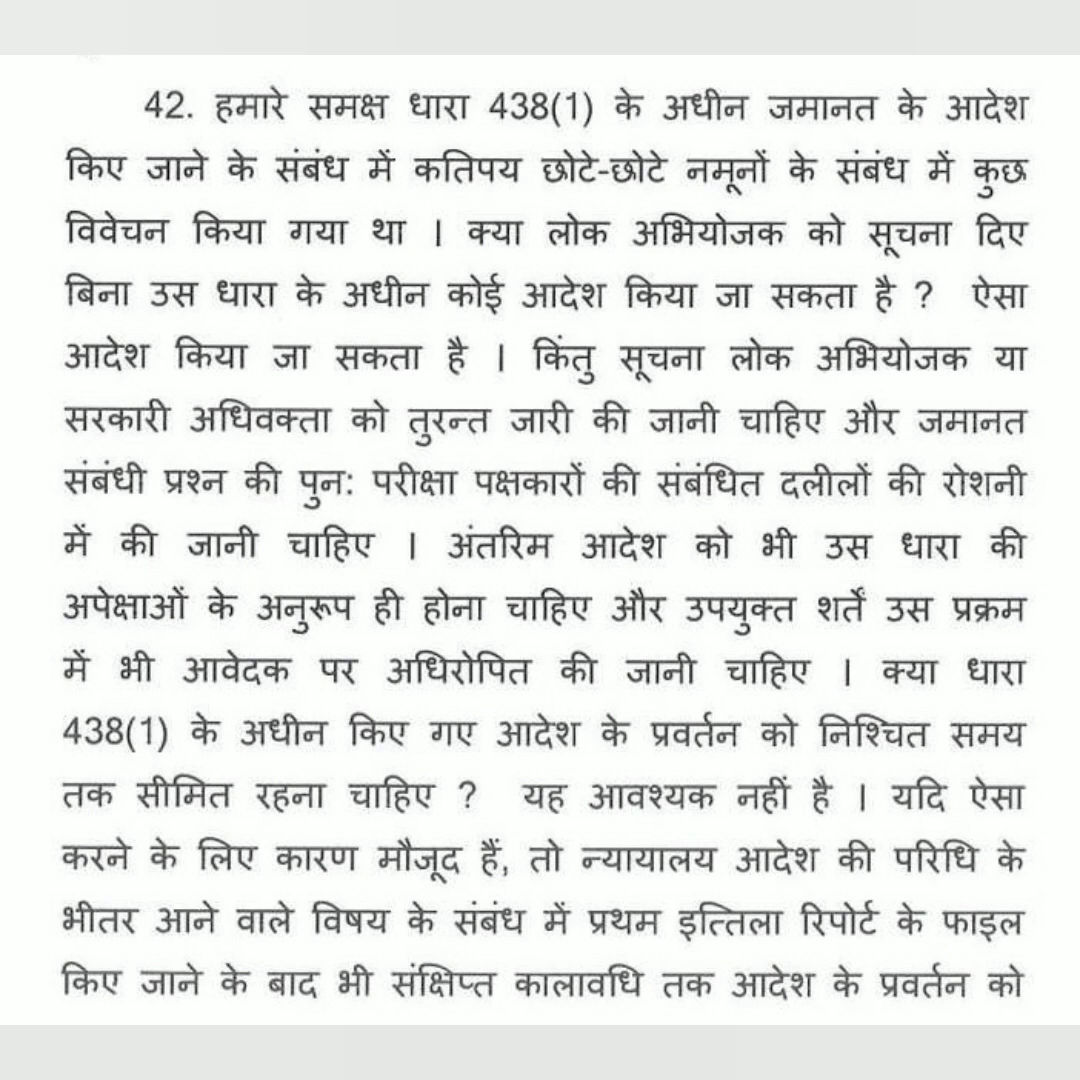 42. हमारे समक्ष धारा 438(1) के अधीन जमानत के आदेश
किए जाने के संबंध में कतिपय छोटे-छोटे नमूनों के संबंध में कुछ
विवेचन किया गया था । क्या लोक अभियोजक को सूचना दिए
बिना उस धारा के अधीन कोई आदेश किया जा सकता है ? ऐसा
आदेश किया जा सकता है । किंतु सूचना लोक अभियोजक या
सरकारी अधिवक्ता को तुरन्त जारी की जानी चाहिए और जमानत
संबंधी प्रश्न की पुन: परीक्षा पक्षकारों की संबंधित दलीलों की रोशनी
में की जानी चाहिए । अंतरिम आदेश को भी उस धारा की
अपेक्षाओं के अनुरूप ही होना चाहिए और उपयुक्त शर्तें उस प्रक्रम
में भी आवेदक पर अधिरोपित की जानी चाहिए । क्या धारा
438(1) के अधीन किए गए आदेश के प्रवर्तन को निश्चित समय
तक सीमित रहना चाहिए ? यह आवश्यक नहीं है । यदि ऐसा
करने के लिए कारण मौजूद हैं, तो न्यायालय आदेश की परिधि के
भीतर आने वाले विषय के संबंध में प्रथम इत्तिला रिपोर्ट के फाइल
किए जाने के बाद भी संक्षिप्त कालावधि तक आदेश के प्रवर्तन को